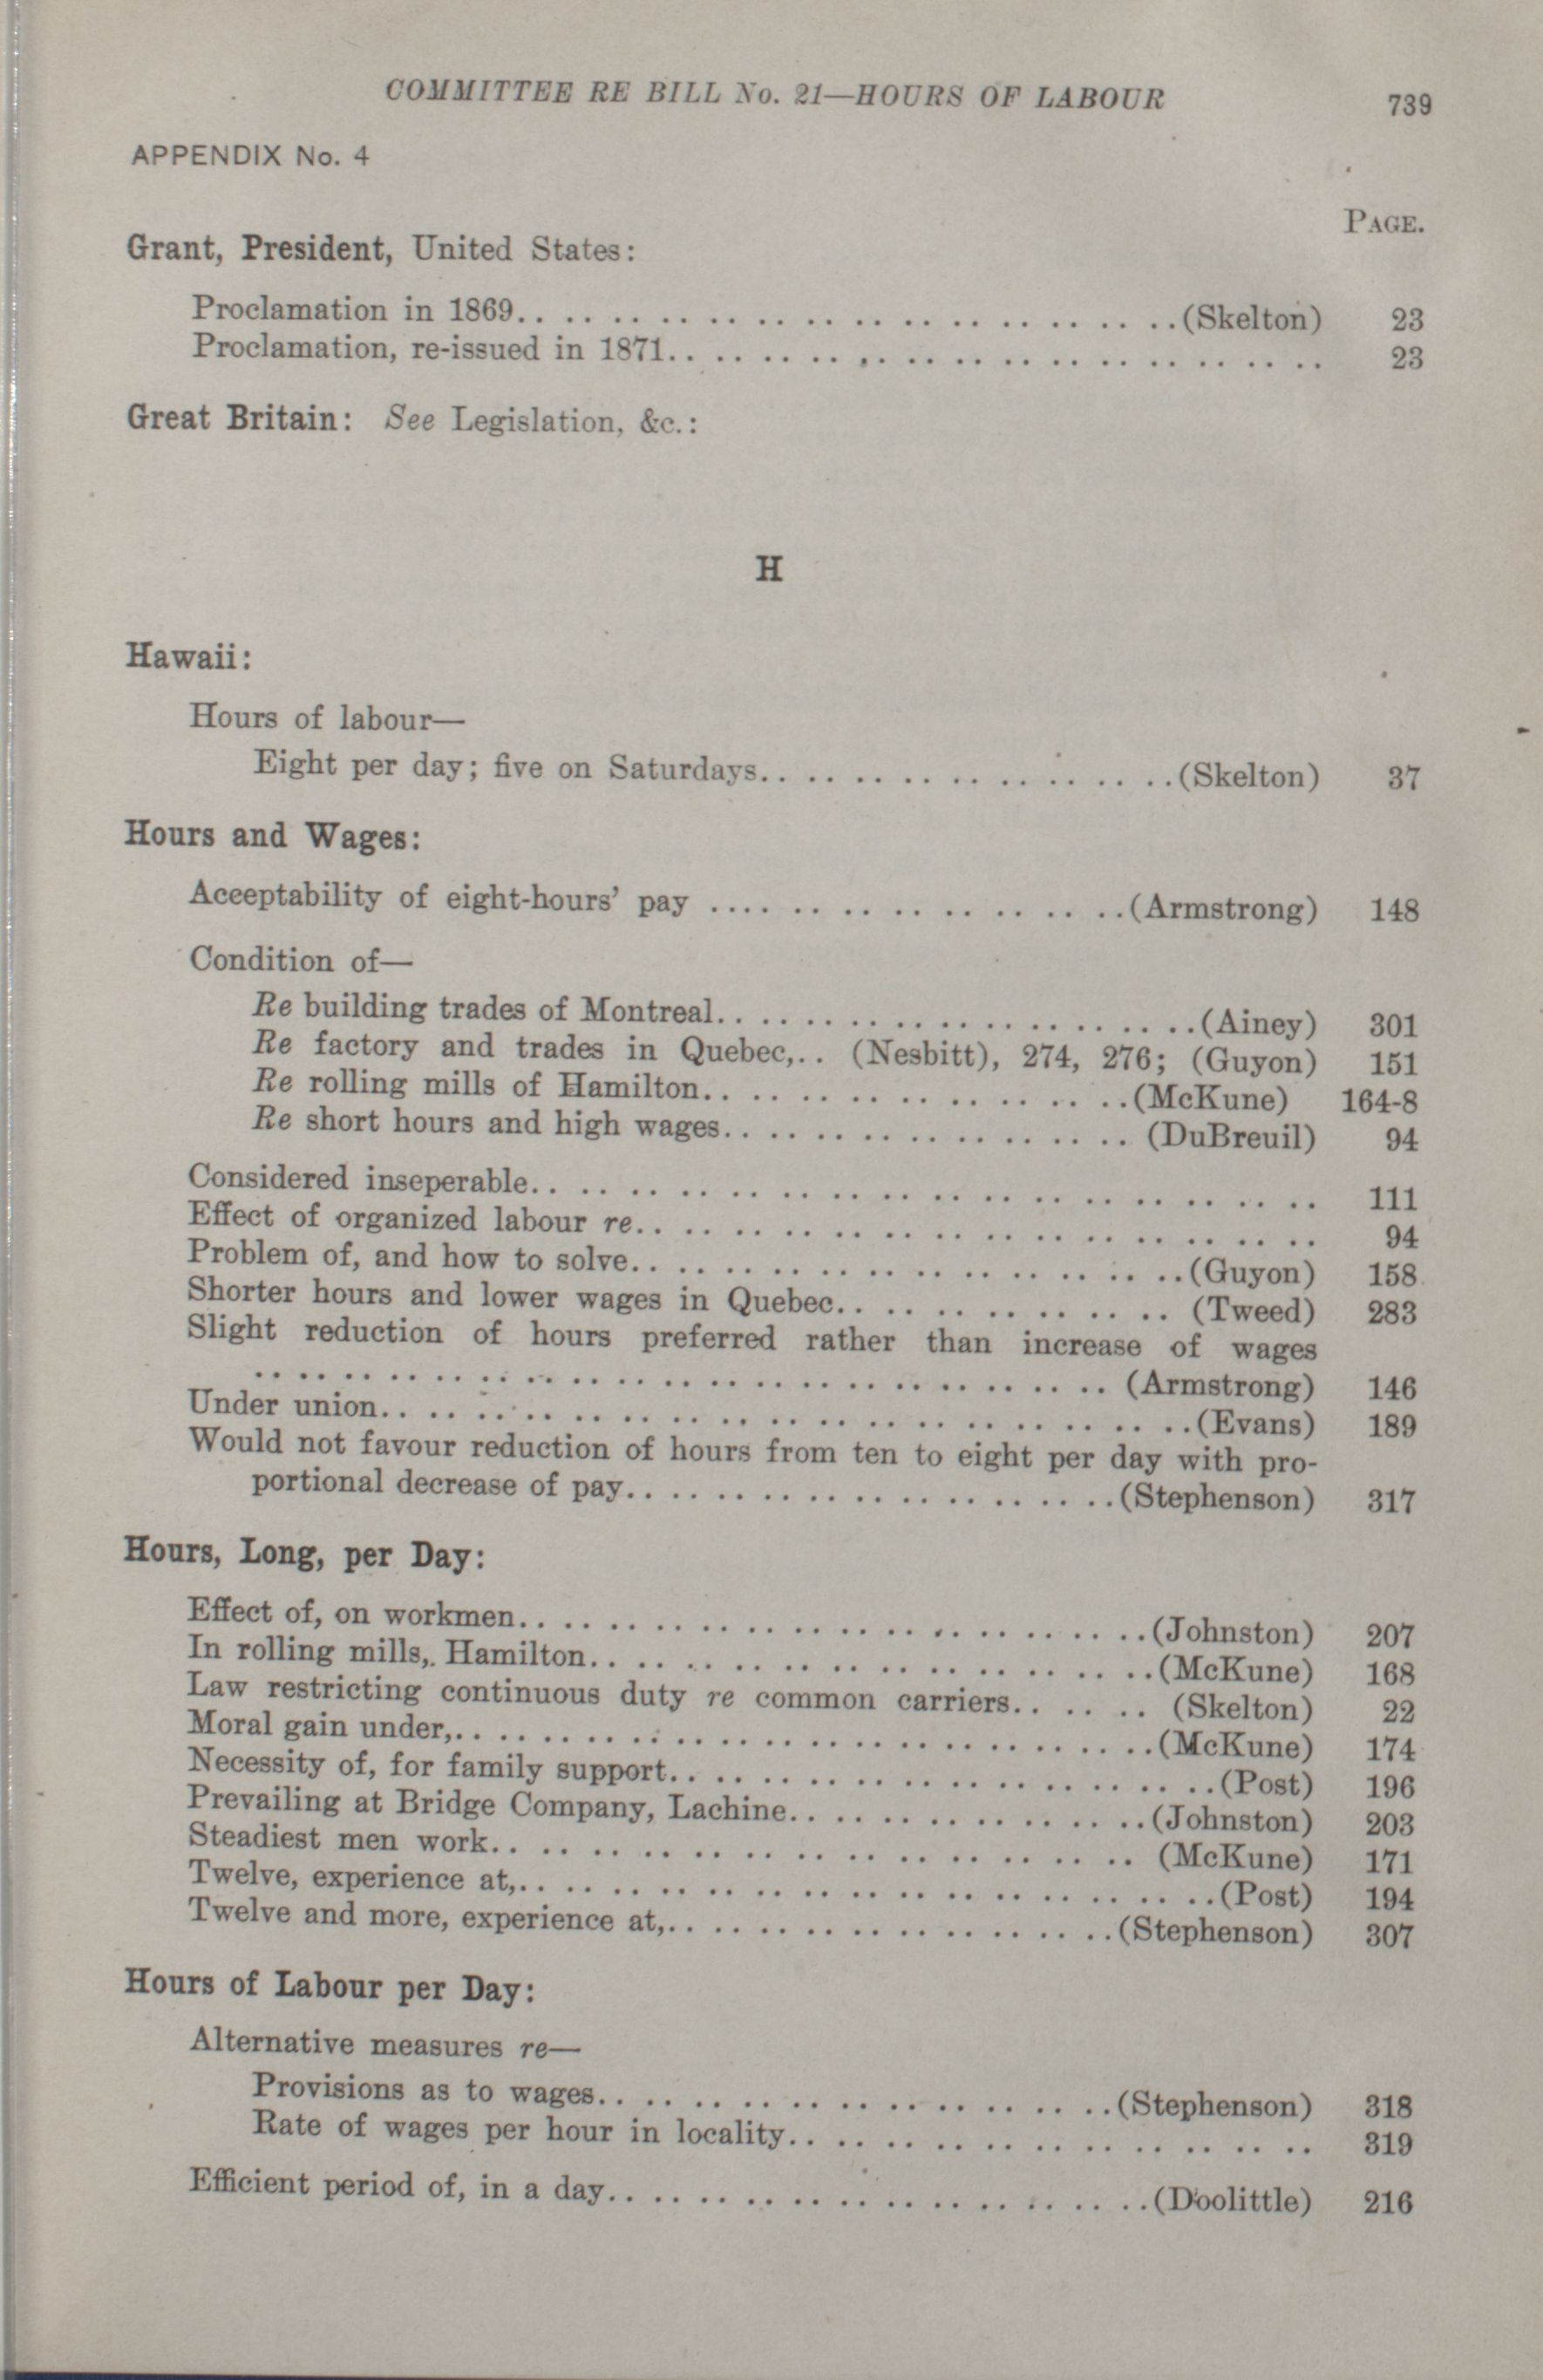 COMMITTEE RE BILL No. 21—HOURS OF LABOUR 739
APPENDIX No. 4
PAGE.
Grant, President, United States:
Proclamation in 1869.. .. .. .. .. .. .. .. .. .. .. .. .. ..(Skelton) 23
Proclamation, re-issued in 1871.. .. .. .. .. .. .. .. .. .. .. .. .. .. 23
Great Britain: See Legislation, &c.:
H
Hawaii:
Hours of labour—
Eight per day; five on Saturdays.. .. .. .. .. .. .. .. ..(Skelton) 37
Hours and Wages:
Aceeptability of eight-hours' pay .... .. .. .. .. .. .. ..(Armstrong) 148
Condition of—
Re building trades of Montreal.. .. .. .. .. .. .. .. .. .. ..(Ainey) 301
Re factory and trades in Quebec,.. (Nesbitt), 274, 276; (Guyon) 151
Re rolling mills of Hamilton.. .. .. .. .. .. .. .. .. ..(McKune) 164-8
Re short hours and high wages.. .. .. .. .. .. .. .. .. (DuBreuil) 94
Considered inseperable.. .. .. .. .. .. .. .. .. .. .. .. .. .. .. .. 111
Effect of organized labour re.. .. .. .. .. .. .. .. .. .. .. .. .. .. 94
Problem of, and how to solve.. .. .. .. .. .. .. .. .. .. .. ..(Guyon) 158
Shorter hours and lower wages in Quebec.. .. .. .. .. .. .. (Tweed) 283
Slight reduction of hours preferred rather than increase of wages
.. .. .. .. .. .. .. .. .. .. .. .. .. .. .. .. .. .. .. (Armstrong) 146
Under union.. .. .. .. .. .. .. .. .. .. .. .. .. .. .. .. ..(Evans) 189
Would not favour reduction of hours from ten to eight per day with pro-
portional decrease of pay.. .. .. .. .. .. .. .. .. .. ..(Stephenson) 317
Hours, Long, per Day:
Effect of, on workmen.. .. .. .. .. .. .. .. .. .. .. .. .. ..(Johnston) 207
In rolling mills,. Hamilton.. .. .. .. .. .. .. .. .. .. .. ..(McKune) 168
Law restricting continuous duty re common carriers.. .. .. (Skelton) 22
Moral gain under,.. .. .. .. .. .. .. .. .. .. .. .. .. .. .. ..(McKune) 174
Necessity of, for family support.. .. .. .. .. .. .. .. .. .. .. ..(Post) 196
Prevailing at Bridge Company, Lachine.. .. .. .. .. .. .. ..(Johnston) 203
Steadiest men work.. .. .. .. .. .. .. .. .. .. .. .. .. (McKune) 171
Twelve, experience at,.. .. .. .. .. .. .. .. .. .. .. .. .. .. ..(Post) 194
Twelve and more, experience at,.. .. .. .. .. .. .. .. .. ..(Stephenson) 307
Hours of Labour per Day:
Alternative measures re—
Provisions as to wages.. .. .. .. .. .. .. .. .. .. .. ..(Stephenson) 318
Rate of wages per hour in locality.. .. .. .. .. .. .. .. .. .. .. 319
Efficient period of, in a day.. .. .. .. .. .. .. .. .. .. .. ..(Doolittle) 216